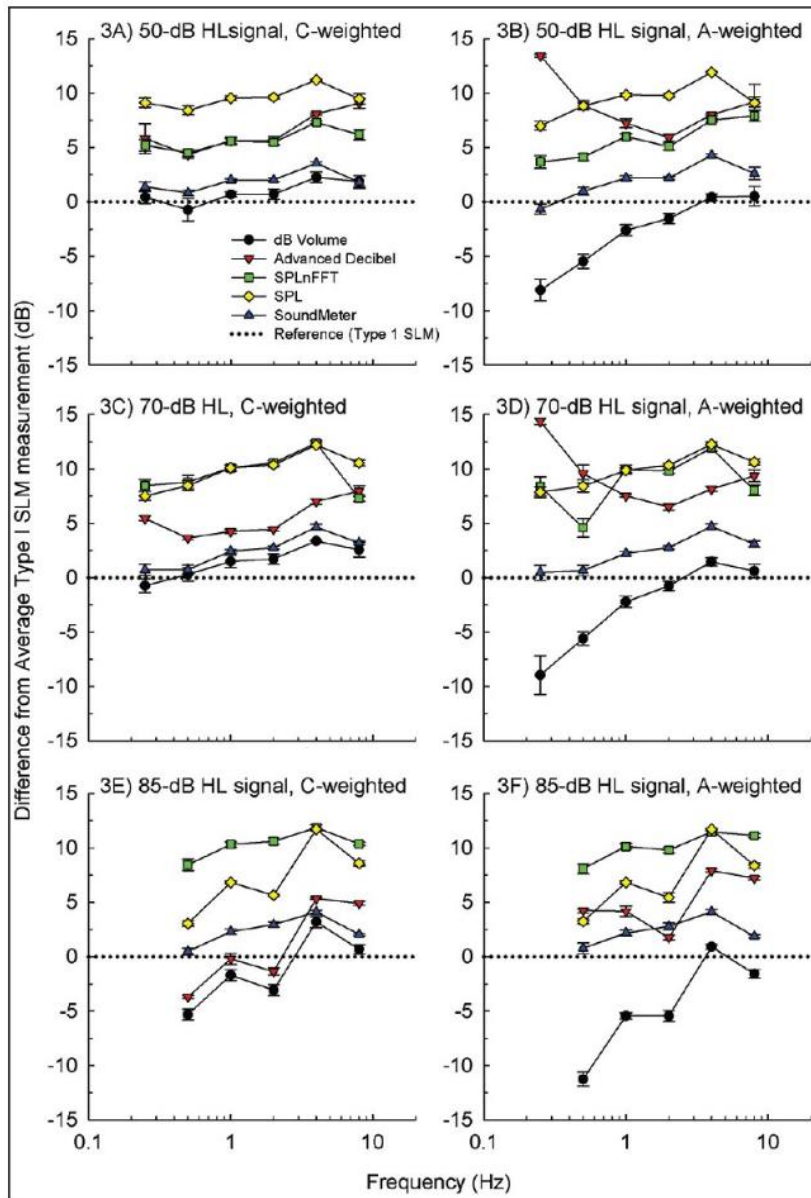 3A) 50-dB HLsignal, C-weighted
3B) 50-dB HL signal, A-weighted
15
10
5
0
-5
-10
-15
15
10
5
0
-5
-10
-15
dB Volume
Advanced Decibel
SPLnFFT
SPL
SoundMeter
Reference (Type 1 SLM)
Difference from Average Type I SLM measurement (dB)
3C) 70-dB HL, C-weighted
3D) 70-dB HL signal, A-weighted
15
10
5
0
-5
-10
-15
15
10
5
0
-5
-10
-15
3E) 85-dB HL signal, C-weighted
3F) 85-dB HL signal, A-weighted
15
10
5
0
-5
-10
-15
15
10
5
0
-5
-10
-15
0.1 1 10
0.1 1 10
Frequency (Hz)